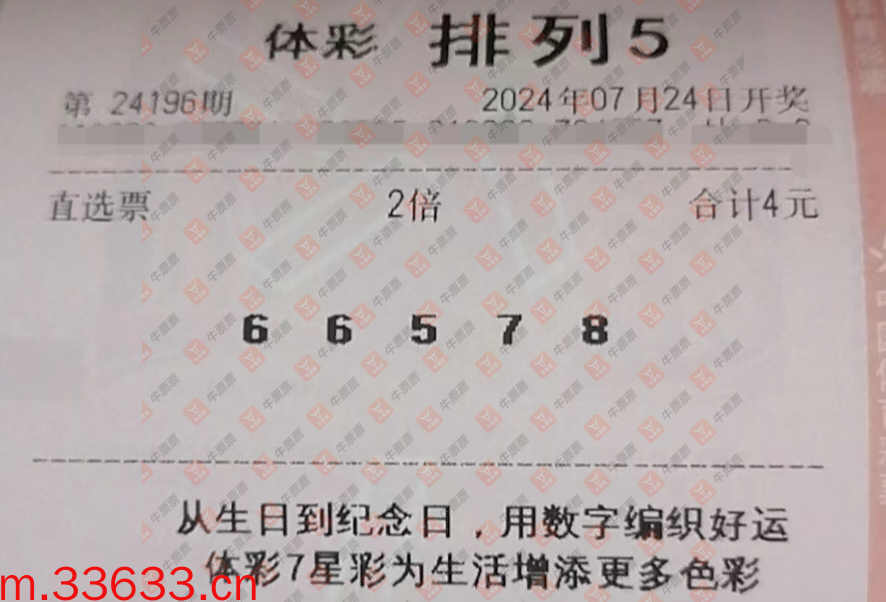 体彩 排列5
第 24196期 2024年07月24日开奖
直选票 2倍 合计4元
6 6 5 7 8
从生日到纪念日，用数字编织好运
体彩7星彩为生活增添更多色彩
m.33633.cn